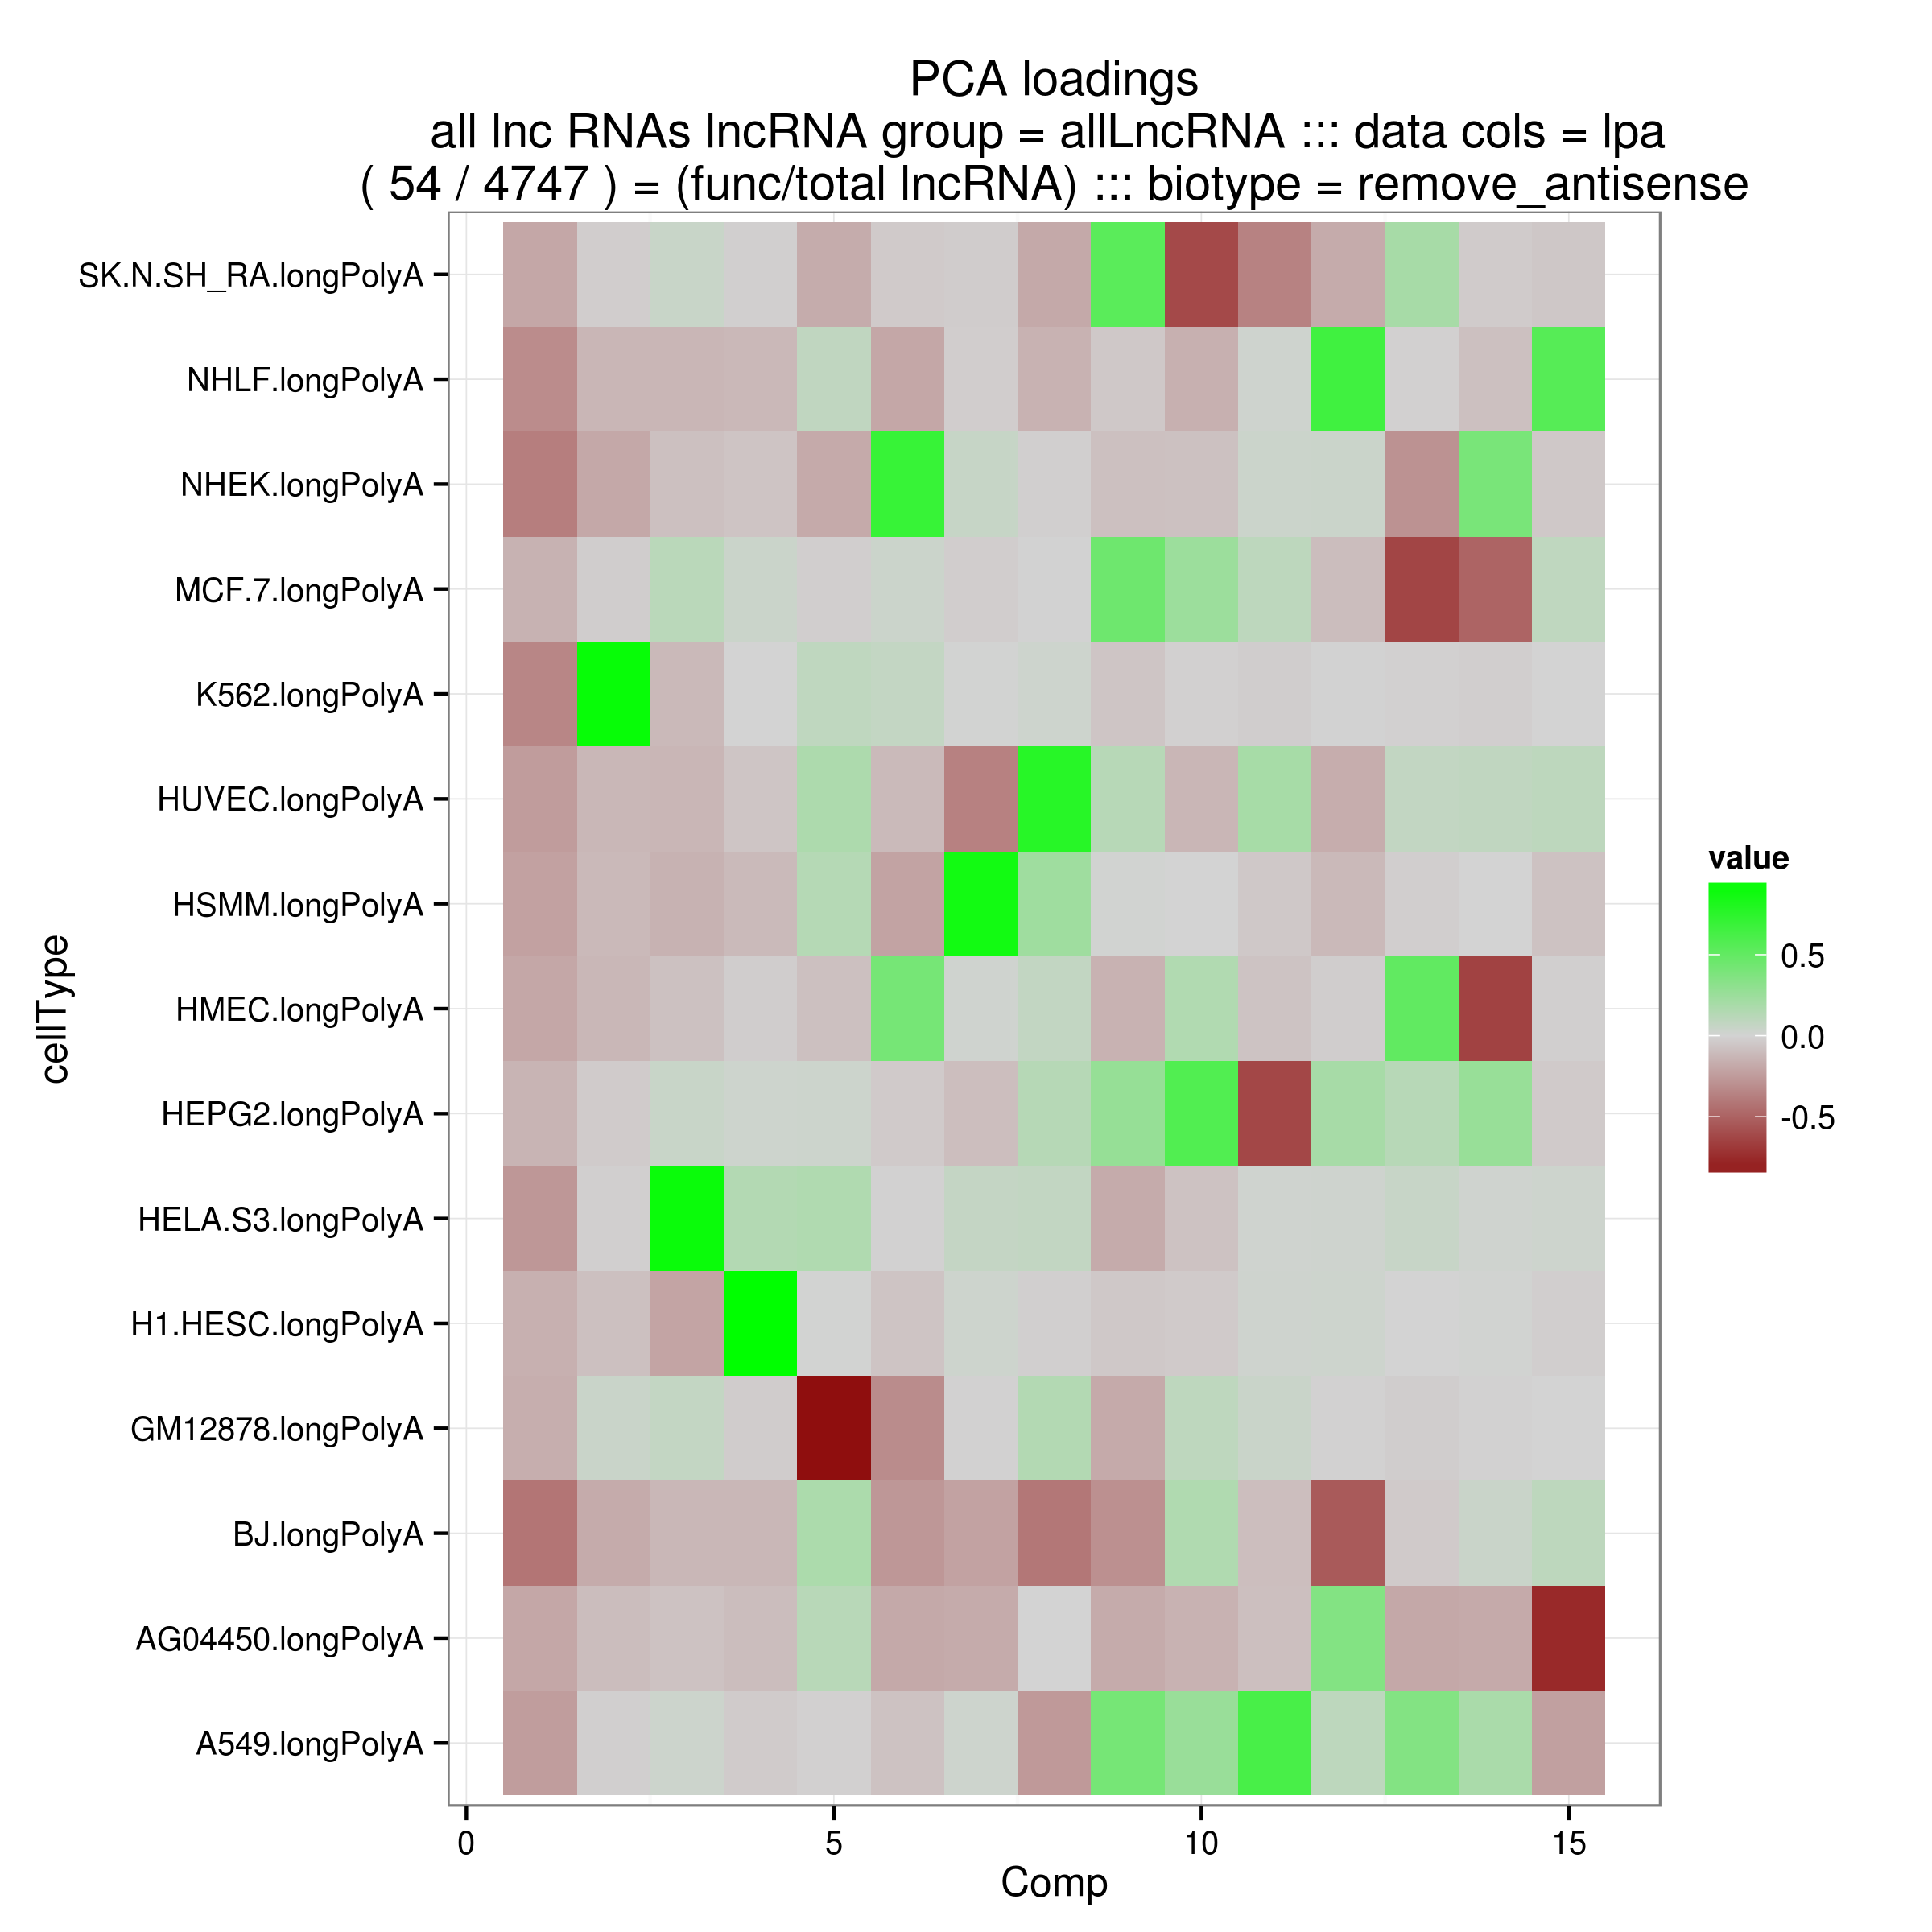 PCA loadings
all lnc RNAs lncRNA group = allLncRNA ::: data cols = lpa
( 54 / 4747 ) = (func/total lncRNA) ::: biotype = remove_antisense
SK.N.SH_RA.longPolyA
NHLF.longPolyA
NHEK.longPolyA
MCF.7.longPolyA
K562.longPolyA
HUVEC.longPolyA
HSMM.longPolyA
HMEC.longPolyA
HEPG2.longPolyA
HELA.S3.longPolyA
H1.HESC.longPolyA
GM12878.longPolyA
BJ.longPolyA
AG04450.longPolyA
A549.longPolyA
cellType
0 5 10 15
Comp
value
0.5
0.0
-0.5